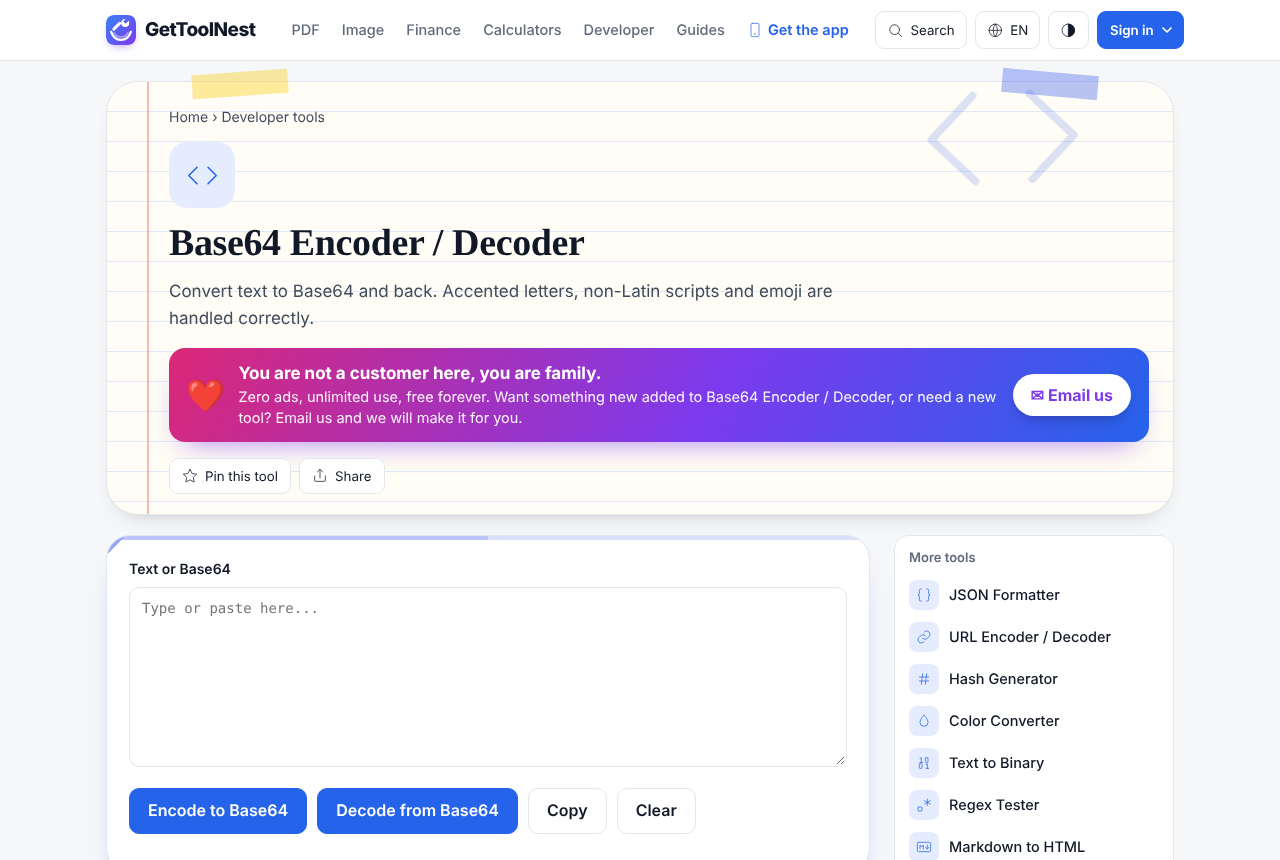 GetToolNest
PDF
Image
Finance
Calculators
Developer
Guides
Get the app
Search
EN
Sign in
Home › Developer tools
Base64 Encoder / Decoder
Convert text to Base64 and back. Accented letters, non-Latin scripts and emoji are
handled correctly.
You are not a customer here, you are family.
Zero ads, unlimited use, free forever. Want something new added to Base64 Encoder / Decoder, or need a new
tool? Email us and we will make it for you.
✉ Email us
Pin this tool
Share
Text or Base64
Type or paste here...
Encode to Base64
Decode from Base64
Copy
Clear
More tools
JSON Formatter
URL Encoder / Decoder
Hash Generator
Color Converter
Text to Binary
Regex Tester
Markdown to HTML